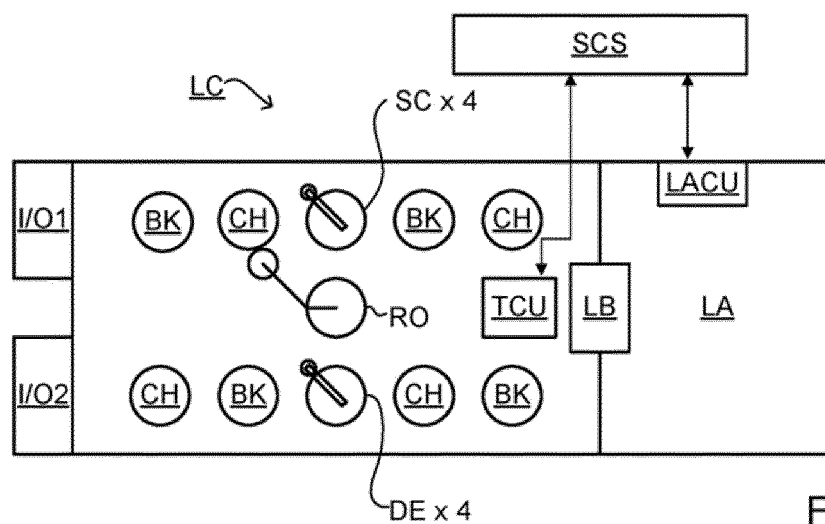 SCS
LC
SC x 4
LACU
I/O1
BK
CH
BK
CH
RO
TCU
LB
LA
I/O2
CH
BK
CH
BK
DE x 4
F